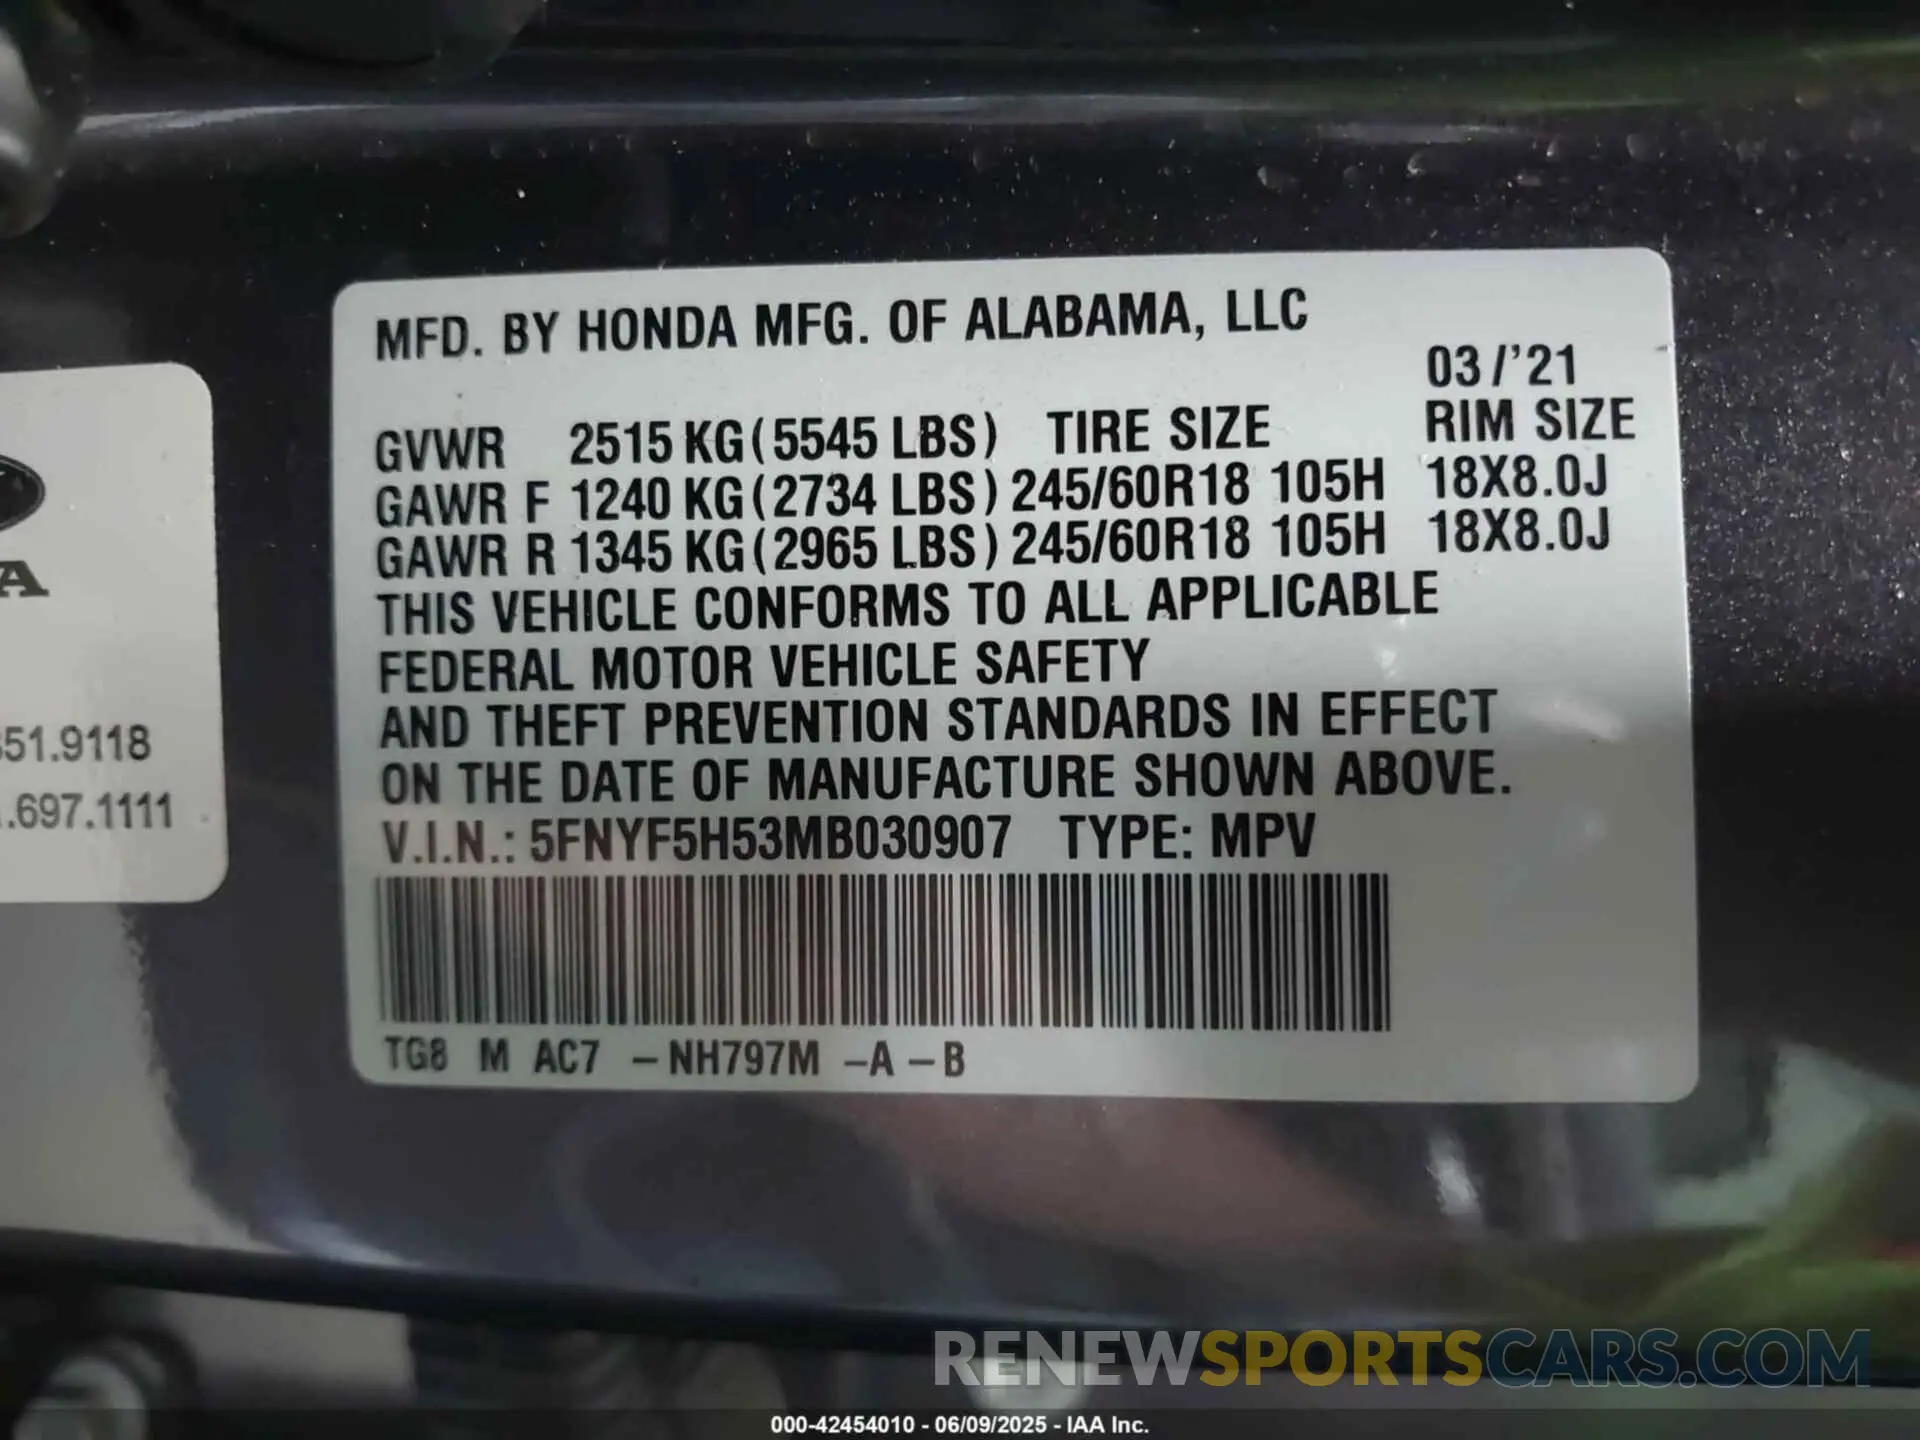 MFD. BY HONDA MFG. OF ALABAMA, LLC
03/'21
GVWR 2515 KG (5545 LBS) TIRE SIZE RIM SIZE
GAWR F 1240 KG (2734 LBS) 245/60R18 105H 18X8.0J
GAWR R 1345 KG (2965 LBS) 245/60R18 105H 18X8.0J
THIS VEHICLE CONFORMS TO ALL APPLICABLE
FEDERAL MOTOR VEHICLE SAFETY
AND THEFT PREVENTION STANDARDS IN EFFECT
ON THE DATE OF MANUFACTURE SHOWN ABOVE.
V.I.N.: 5FNYF5H53MB030907 TYPE: MPV
TG8 M AC7 -NH797M -A -B
51.9118
.697.1111
RENEWSPORTSCARS.COM
000-42454010 - 06/09/2025 - IAA Inc.